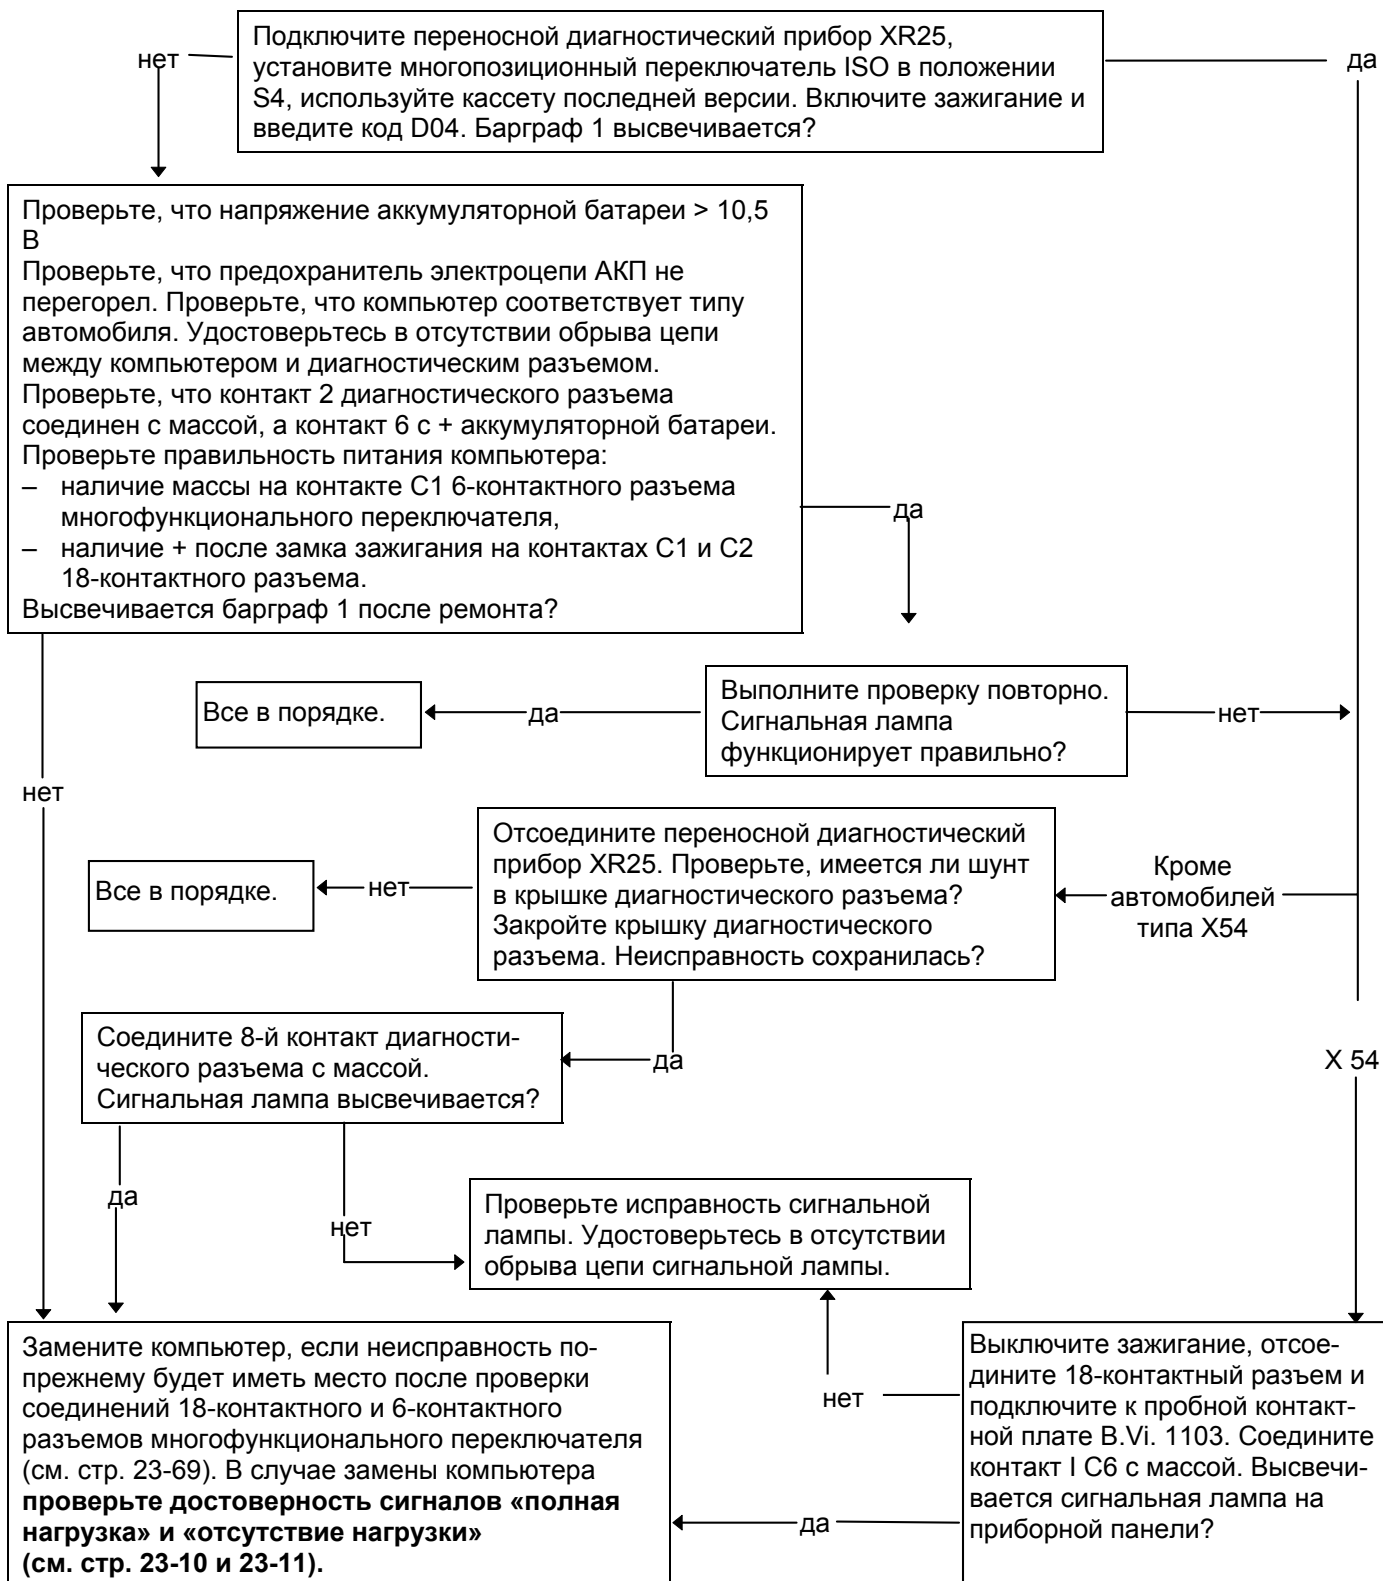 Подключите переносной диагностический прибор XR25,
установите многопозиционный переключатель ISO в положении
S4, используйте кассету последней версии. Включите зажигание и
введите код D04. Барграф 1 высвечивается?
нет
да
Проверьте, что напряжение аккумуляторной батареи > 10,5
В
Проверьте, что предохранитель электроцепи АКП не
перегорел. Проверьте, что компьютер соответствует типу
автомобиля. Удостоверьтесь в отсутствии обрыва цепи
между компьютером и диагностическим разъемом.
Проверьте, что контакт 2 диагностического разъема
соединен с массой, а контакт 6 с + аккумуляторной батареи.
Проверьте правильность питания компьютера:
– наличие массы на контакте С1 6-контактного разъема
многофункционального переключателя,
– наличие + после замка зажигания на контактах С1 и С2
18-контактного разъема.
Высвечивается барграф 1 после ремонта?
да
Все в порядке.
да
Выполните проверку повторно.
Сигнальная лампа
функционирует правильно?
нет
нет
Все в порядке.
нет
Отсоедините переносной диагностический
прибор XR25. Проверьте, имеется ли шунт
в крышке диагностического разъема?
Закройте крышку диагностического
разъема. Неисправность сохранилась?
Кроме
автомобилей
типа Х54
Соедините 8-й контакт диагности-
ческого разъема с массой.
Сигнальная лампа высвечивается?
да
Х 54
да
нет
Проверьте исправность сигнальной
лампы. Удостоверьтесь в отсутствии
обрыва цепи сигнальной лампы.
Замените компьютер, если неисправность по-
прежнему будет иметь место после проверки
соединений 18-контактного и 6-контактного
разъемов многофункционального переключателя
(см. стр. 23-69). В случае замены компьютера
проверьте достоверность сигналов «полная
нагрузка» и «отсутствие нагрузки»
(см. стр. 23-10 и 23-11).
нет
да
Выключите зажигание, отсое-
дините 18-контактный разъем и
подключите к пробной контакт-
ной плате B.Vi. 1103. Соедините
контакт I С6 с массой. Высвечи-
вается сигнальная лампа на
приборной панели?